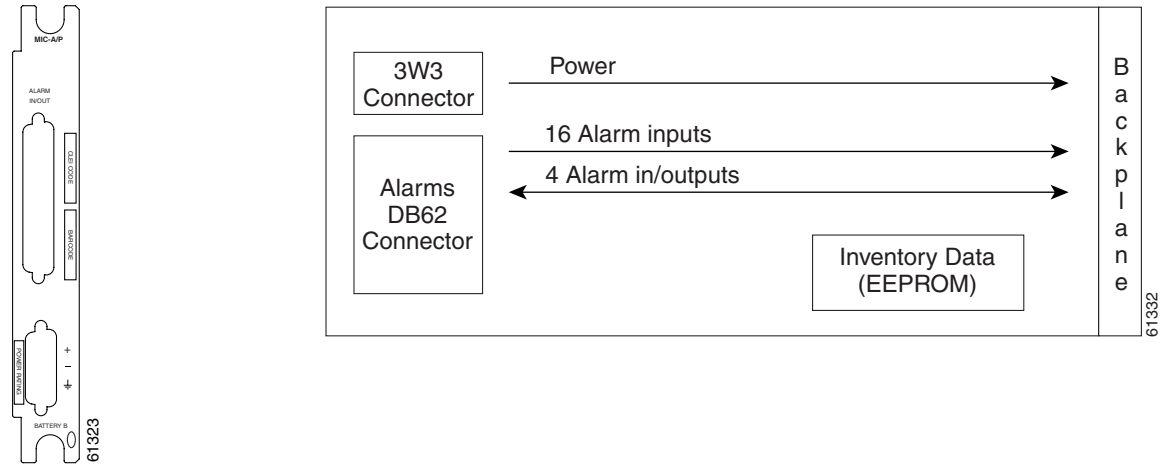 MIC-A/P
ALARM
IN/OUT
CLEI CODE
BARCODE
POWER RATING
+
−
BATTERY B
61323
3W3
Connector
Power
16 Alarm inputs
4 Alarm in/outputs
Alarms
DB62
Connector
Inventory Data
(EEPROM)
Backplane
61332